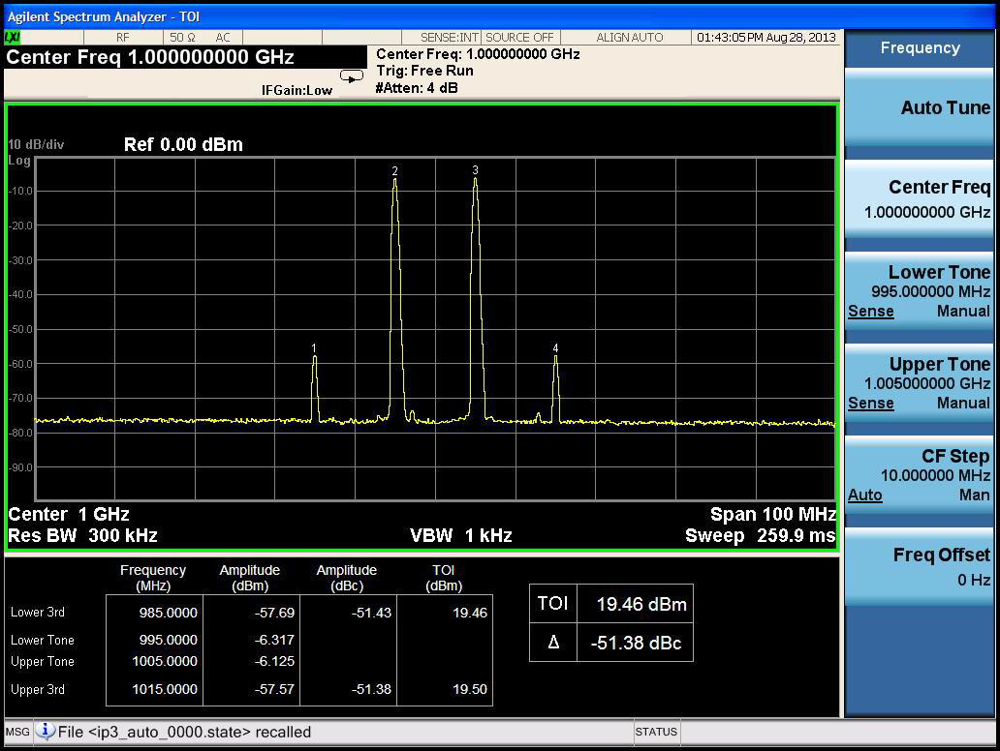 Agilent Spectrum Analyzer - TOI
LXI RF 50 Ω AC SENSE:INT SOURCE OFF ALIGN AUTO 01:43:05 PM Aug 28, 2013
Center Freq 1.000000000 GHz
Center Freq: 1.000000000 GHz
Trig: Free Run
IFGain:Low
#Atten: 4 dB
10 dB/div
Log
Ref 0.00 dBm
-10.0
-20.0
-30.0
-40.0
-50.0
-60.0
-70.0
-80.0
-90.0
1
2
3
4
Center 1 GHz
Span 100 MHz
Res BW 300 kHz
VBW 1 kHz
Sweep 259.9 ms
Frequency Amplitude Amplitude TOI
(MHz) (dBm) (dBc) (dBm)
Lower 3rd 985.0000 -57.69 -51.43 19.46
Lower Tone 995.0000 -6.317
Upper Tone 1005.0000 -6.125
Upper 3rd 1015.0000 -57.57 -51.38 19.50
TOI 19.46 dBm
Δ -51.38 dBc
MSG File <ip3_auto_0000.state> recalled STATUS
Frequency
Auto Tune
Center Freq
1.000000000 GHz
Lower Tone
995.000000 MHz
Sense Manual
Upper Tone
1.005000000 GHz
Sense Manual
CF Step
10.000000 MHz
Auto Man
Freq Offset
0 Hz